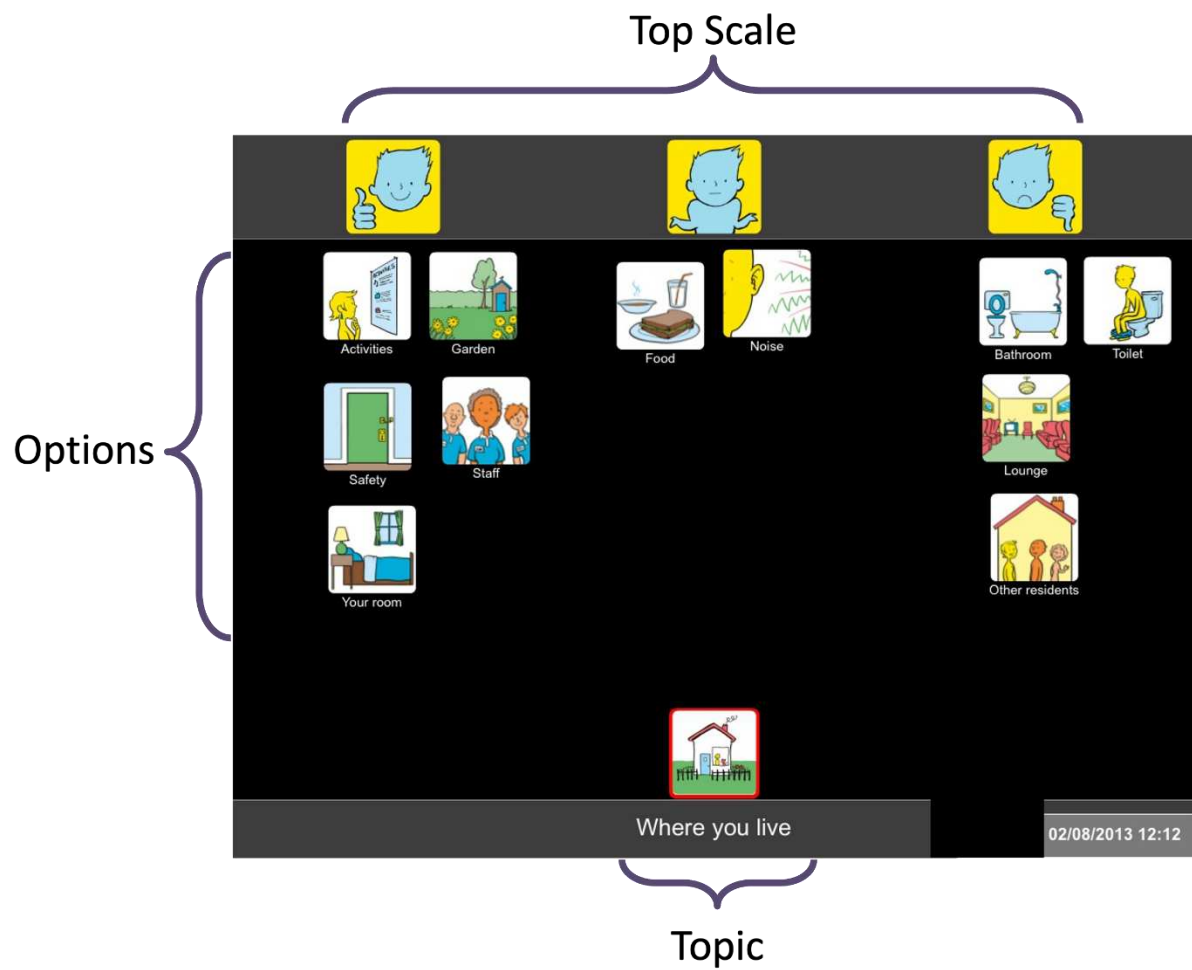 Top Scale
Activities
Garden
Food
Noise
Bathroom
Toilet
Options
Safety
Staff
Lounge
Your room
Other residents
Where you live
02/08/2013 12:12
Topic